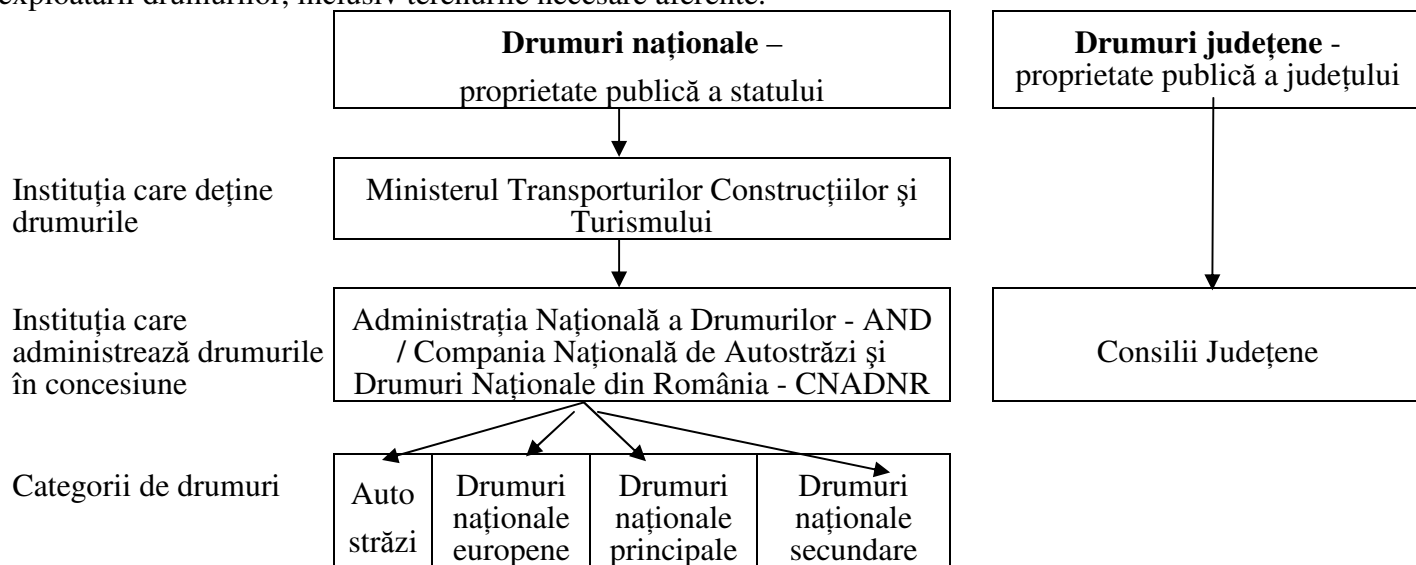 exploatării drumurilor, inclusiv terenurile necesare aferente.
Drumuri naționale –
proprietate publică a statului
Drumuri județene -
proprietate publică a județului
Instituția care deține
drumurile
Ministerul Transporturilor Construcțiilor şi
Turismului
Instituția care
administrează drumurile
în concesiune
Administrația Națională a Drumurilor - AND
/ Compania Națională de Autostrăzi şi
Drumuri Naționale din România - CNADNR
Consilii Județene
Categorii de drumuri
Auto
străzi
Drumuri
naționale
europene
Drumuri
naționale
principale
Drumuri
naționale
secundare